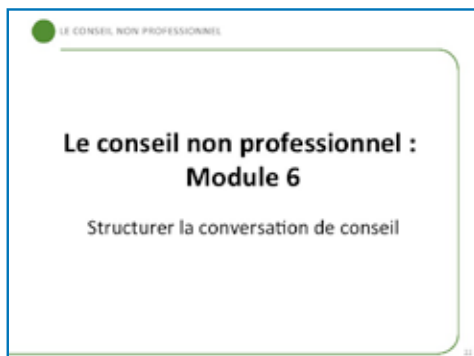 LE CONSEIL NON PROFESSIONNEL
Le conseil non professionnel :
Module 6
Structurer la conversation de conseil